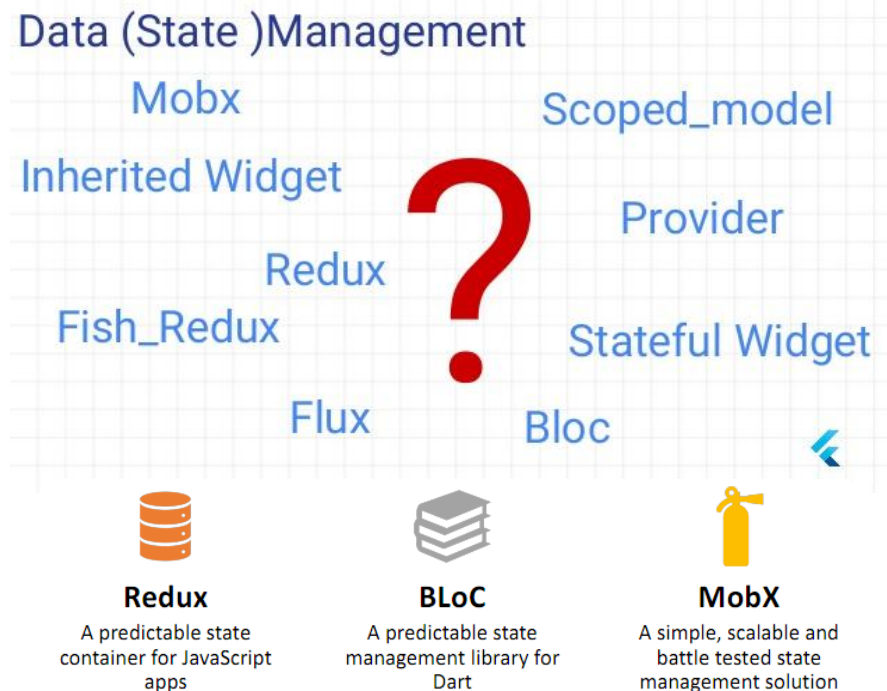 Data (State )Management
Mobx
Scoped_model
Inherited Widget
Provider
Redux
Fish_Redux
Stateful Widget
Flux
Bloc
?
Redux
A predictable state
container for JavaScript
apps
BLoC
A predictable state
management library for
Dart
MobX
A simple, scalable and
battle tested state
management solution